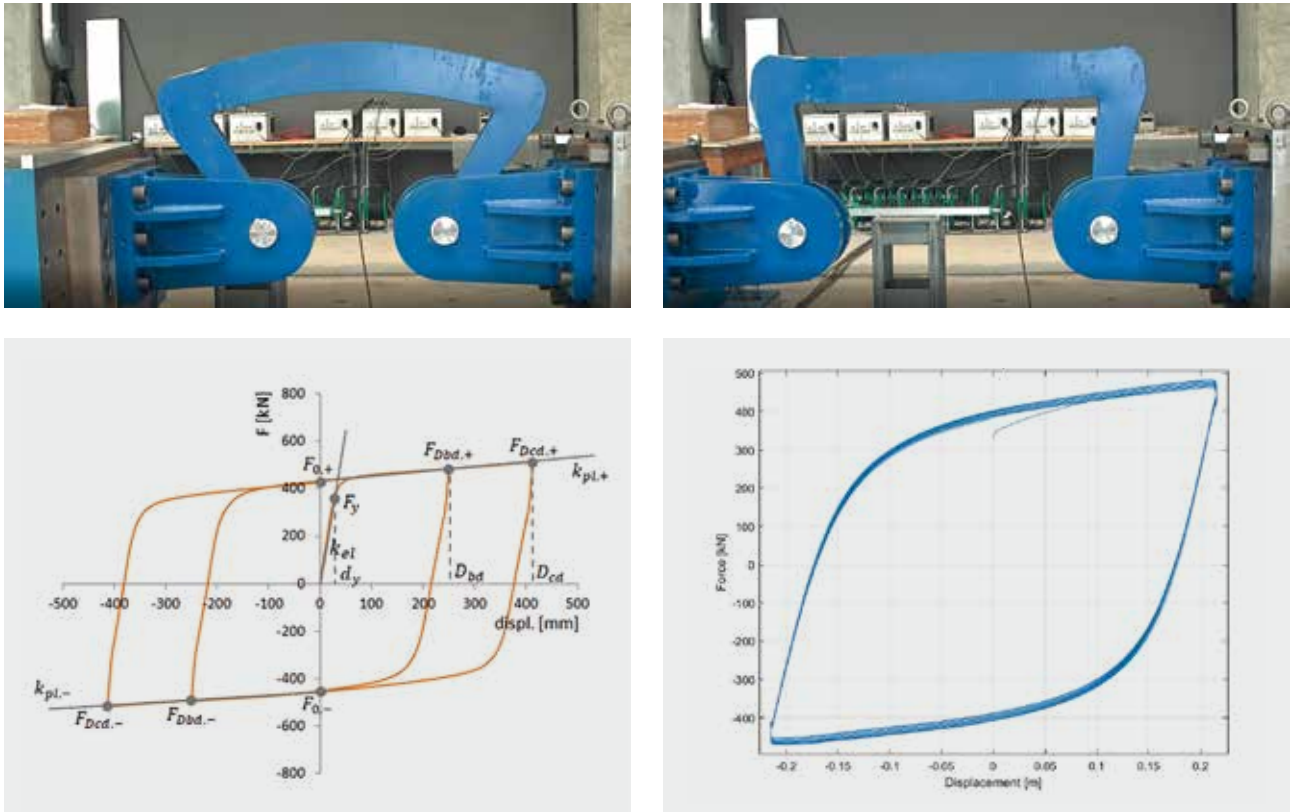 800
F [kN]
600
400
200
0
-200
-400
-600
-800
-500 -400 -300 -200 -100 0 100 200 300 400 500
displ. [mm]
F0.+
FDbd.+
FDcd.+
kpl.+
Fy
kel
dy
Dbd
Dcd
kpl.-
FDcd.-
FDbd.-
F0.-
500
400
300
200
100
0
-100
-200
-300
-400
Force [kN]
-0.2 -0.15 -0.1 -0.05 0 0.05 0.1 0.15 0.2
Displacement [m]